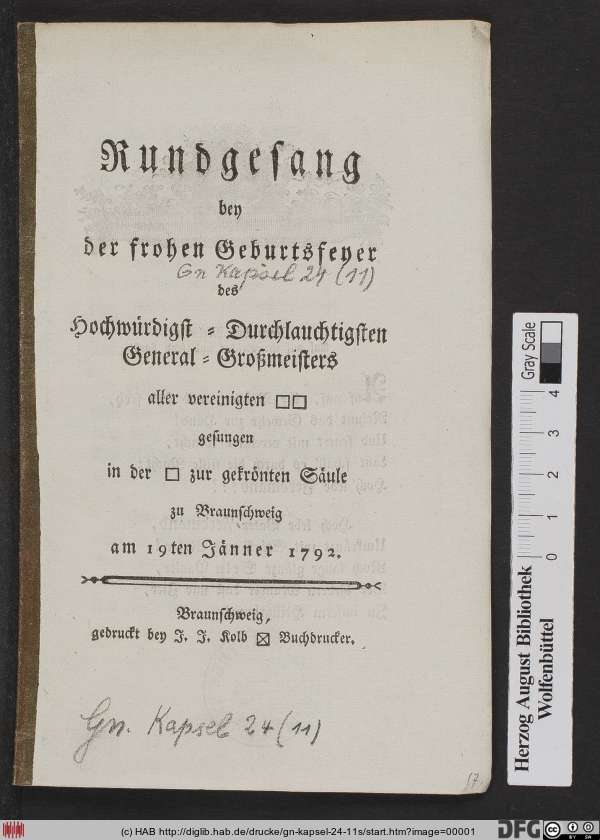 Rundgesang
bey
der frohen Geburtsfeyer
Gn Kapsel 24 (11)
des
Hochwürdigst = Durchlauchtigsten
General = Großmeisters
aller vereinigten □□
gesungen
in der □ zur gekrönten Säule
zu Braunschweig
am 19ten Jänner 1792.
Braunschweig,
gedruckt bey J. J. Kolb ☒ Buchdrucker.
Gn. Kapsel 24 (11)
Gray Scale
0 1 2 3 4
Herzog August Bibliothek
Wolfenbüttel
(c) HAB http://diglib.hab.de/drucke/gn-kapsel-24-11s/start.htm?image=00001
DFG
cc BY SA